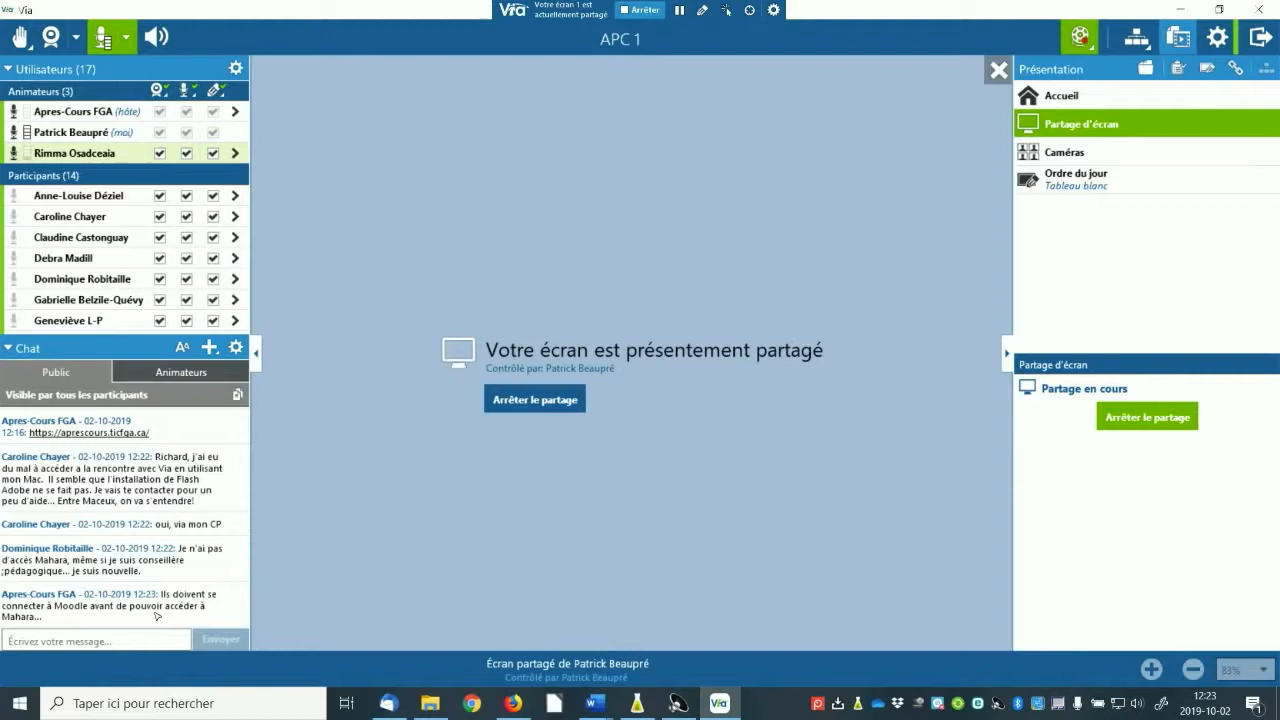 Via
Via
Votre écran 1 est
actuellement partagé
Arrêter
APC 1
Utilisateurs (17)
Animateurs (3)
Apres-Cours FGA (hôte)
Patrick Beaupré (moi)
Rimma Osadceaia
Participants (14)
Anne-Louise Déziel
Caroline Chayer
Claudine Castonguay
Debra Madill
Dominique Robitaille
Gabrielle Belzile-Quévy
Geneviève L-P
Chat
AA
Public
Animateurs
Visible par tous les participants
Apres-Cours FGA - 02-10-2019
12:16: https://aprescours.ticfga.ca/
Caroline Chayer - 02-10-2019 12:22: Richard, j'ai eu
du mal à accéder a la rencontre avec Via en utilisant
mon Mac. Il semble que l'installation de Flash
Adobe ne se fait pas. Je vais te contacter pour un
peu d'aide... Entre Maceux, on va s'entendre!
Caroline Chayer - 02-10-2019 12:22: oui, via mon CP
Dominique Robitaille - 02-10-2019 12:22: Je n'ai pas
d'accès Mahara, même si je suis conseillère
;pédagogique... je suis nouvelle.
Apres-Cours FGA - 02-10-2019 12:23: Ils doivent se
connecter à Moodle avant de pouvoir accéder à
Mahara...
Écrivez votre message...
Envoyer
Votre écran est présentement partagé
Contrôlé par: Patrick Beaupré
Arrêter le partage
Présentation
Accueil
Partage d'écran
Caméras
Ordre du jour
Tableau blanc
Partage d'écran
Partage en cours
Arrêter le partage
Écran partagé de Patrick Beaupré
Contrôlé par Patrick Beaupré
83%
Taper ici pour rechercher
Via
12:23
2019-10-02